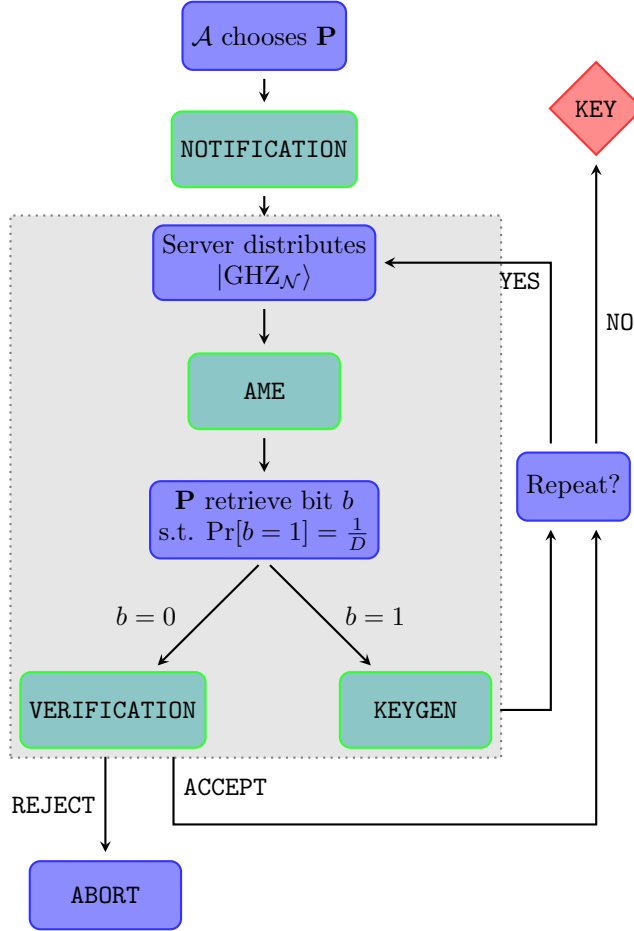 𝒜 chooses P
KEY
NOTIFICATION
Server distributes
|GHZ_𝒩⟩
YES
NO
AME
P retrieve bit b
s.t. Pr[b = 1] = 1/D
Repeat?
b = 0
b = 1
VERIFICATION
KEYGEN
REJECT
ACCEPT
ABORT